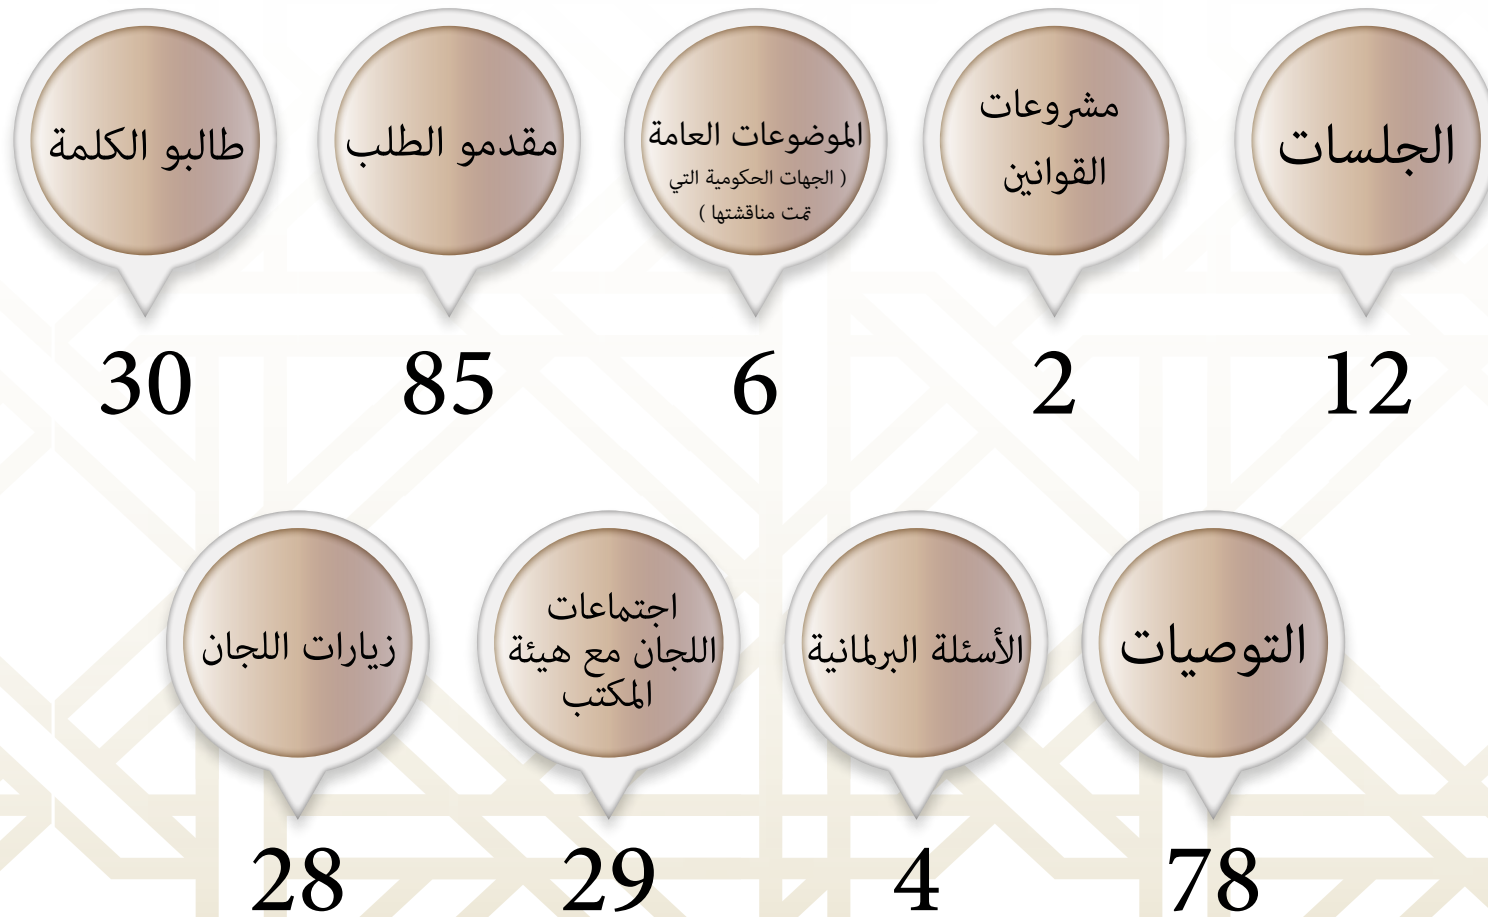 الجلسات
12
مشروعات
القوانين
2
الموضوعات العامة
( الجهات الحكومية التي
تمت مناقشتها )
6
مقدمو الطلب
85
طالبو الكلمة
30
التوصيات
78
الأسئلة البرلمانية
4
اجتماعات
اللجان مع هيئة
المكتب
29
زيارات اللجان
28